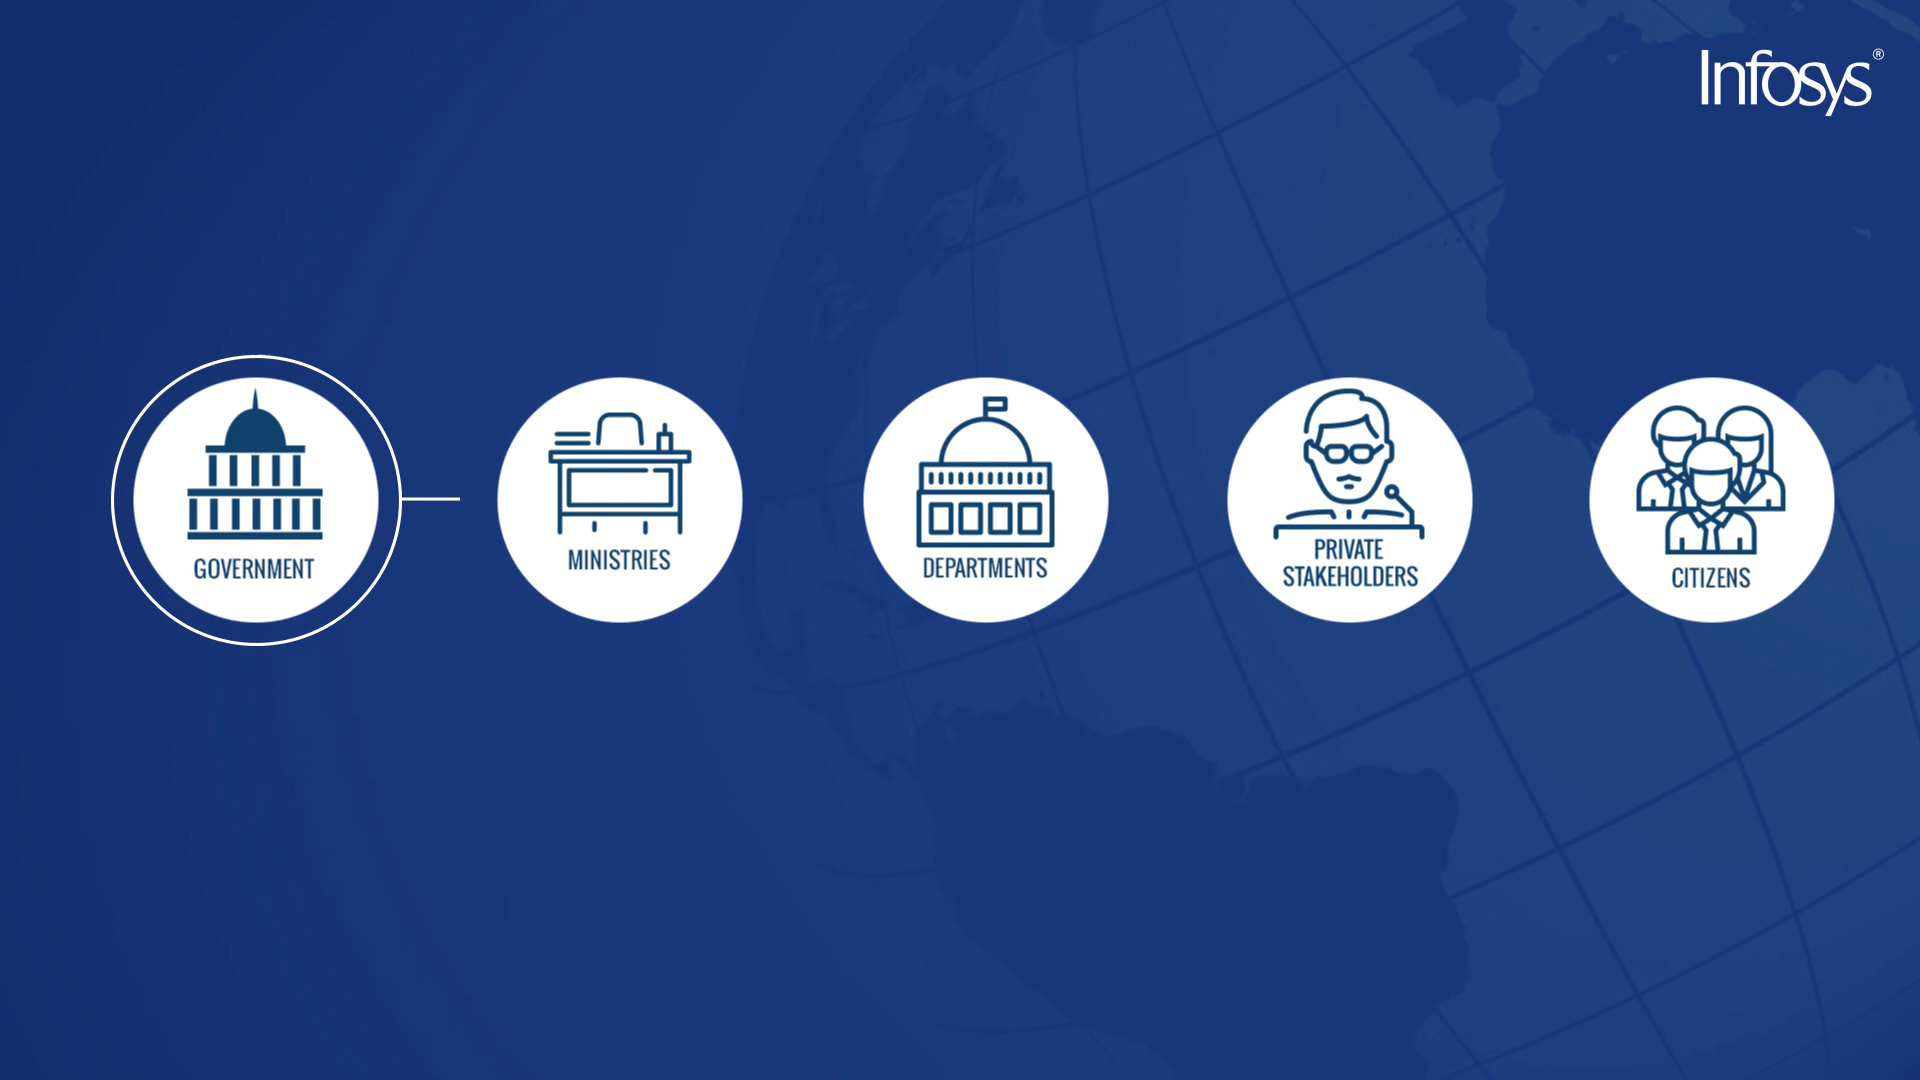 Infosys®
GOVERNMENT
MINISTRIES
DEPARTMENTS
PRIVATE
STAKEHOLDERS
CITIZENS